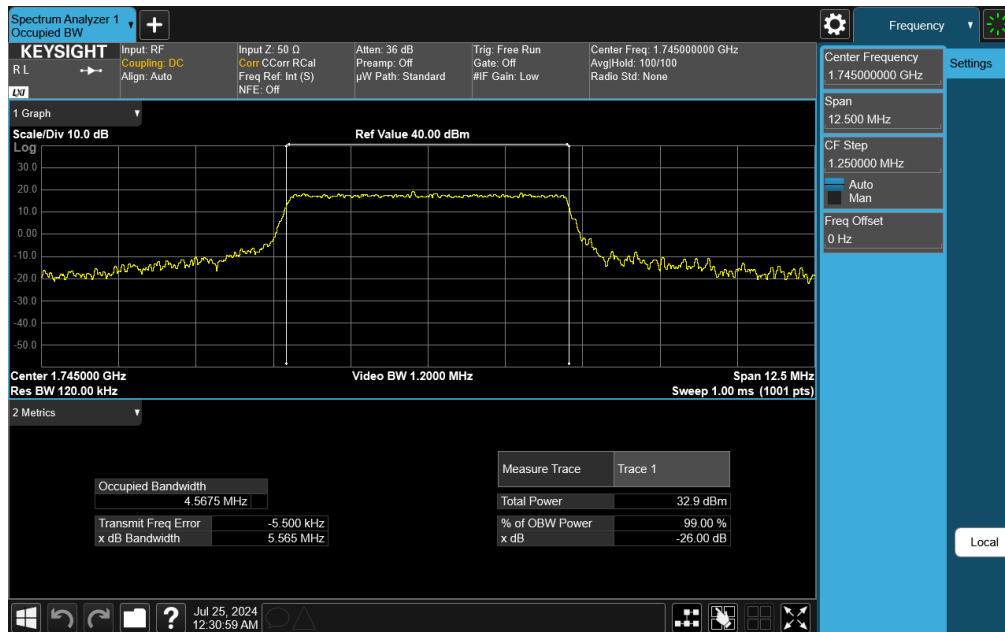 Spectrum Analyzer 1
Occupied BW
Frequency
KEYSIGHT
R L
LXI
Input: RF
Coupling: DC
Align: Auto
Input Z: 50 Ω
Corr CCorr RCal
Freq Ref: Int (S)
NFE: Off
Atten: 36 dB
Preamp: Off
µW Path: Standard
Trig: Free Run
Gate: Off
#IF Gain: Low
Center Freq: 1.745000000 GHz
Avg|Hold: 100/100
Radio Std: None
Center Frequency
1.745000000 GHz
Settings
Span
12.500 MHz
CF Step
1.250000 MHz
Auto
Man
Freq Offset
0 Hz
Local
1 Graph
Scale/Div 10.0 dB
Ref Value 40.00 dBm
Log
30.0
20.0
10.0
0.00
-10.0
-20.0
-30.0
-40.0
-50.0
Center 1.745000 GHz
Video BW 1.2000 MHz
Span 12.5 MHz
Res BW 120.00 kHz
Sweep 1.00 ms (1001 pts)
2 Metrics
Occupied Bandwidth
4.5675 MHz
Transmit Freq Error -5.500 kHz
x dB Bandwidth 5.565 MHz
Measure Trace Trace 1
Total Power 32.9 dBm
% of OBW Power 99.00 %
x dB -26.00 dB
?
Jul 25, 2024
12:30:59 AM